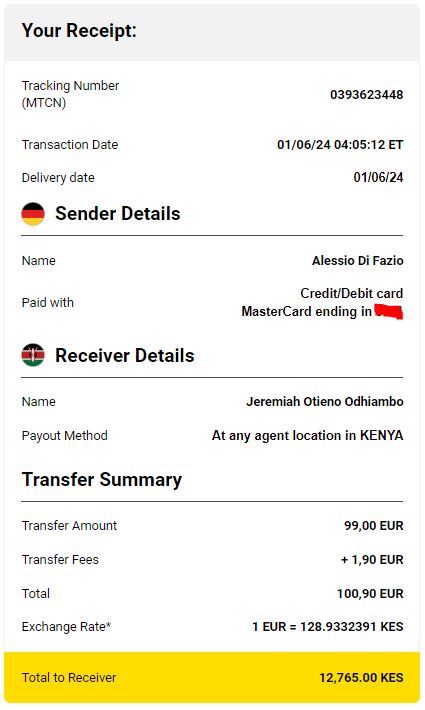 Your Receipt:
Tracking Number
(MTCN)
0393623448
Transaction Date
01/06/24 04:05:12 ET
Delivery date
01/06/24
Sender Details
Name
Alessio Di Fazio
Paid with
Credit/Debit card
MasterCard ending in
Receiver Details
Name
Jeremiah Otieno Odhiambo
Payout Method
At any agent location in KENYA
Transfer Summary
Transfer Amount
99,00 EUR
Transfer Fees
+ 1,90 EUR
Total
100,90 EUR
Exchange Rate*
1 EUR = 128.9332391 KES
Total to Receiver
12,765.00 KES